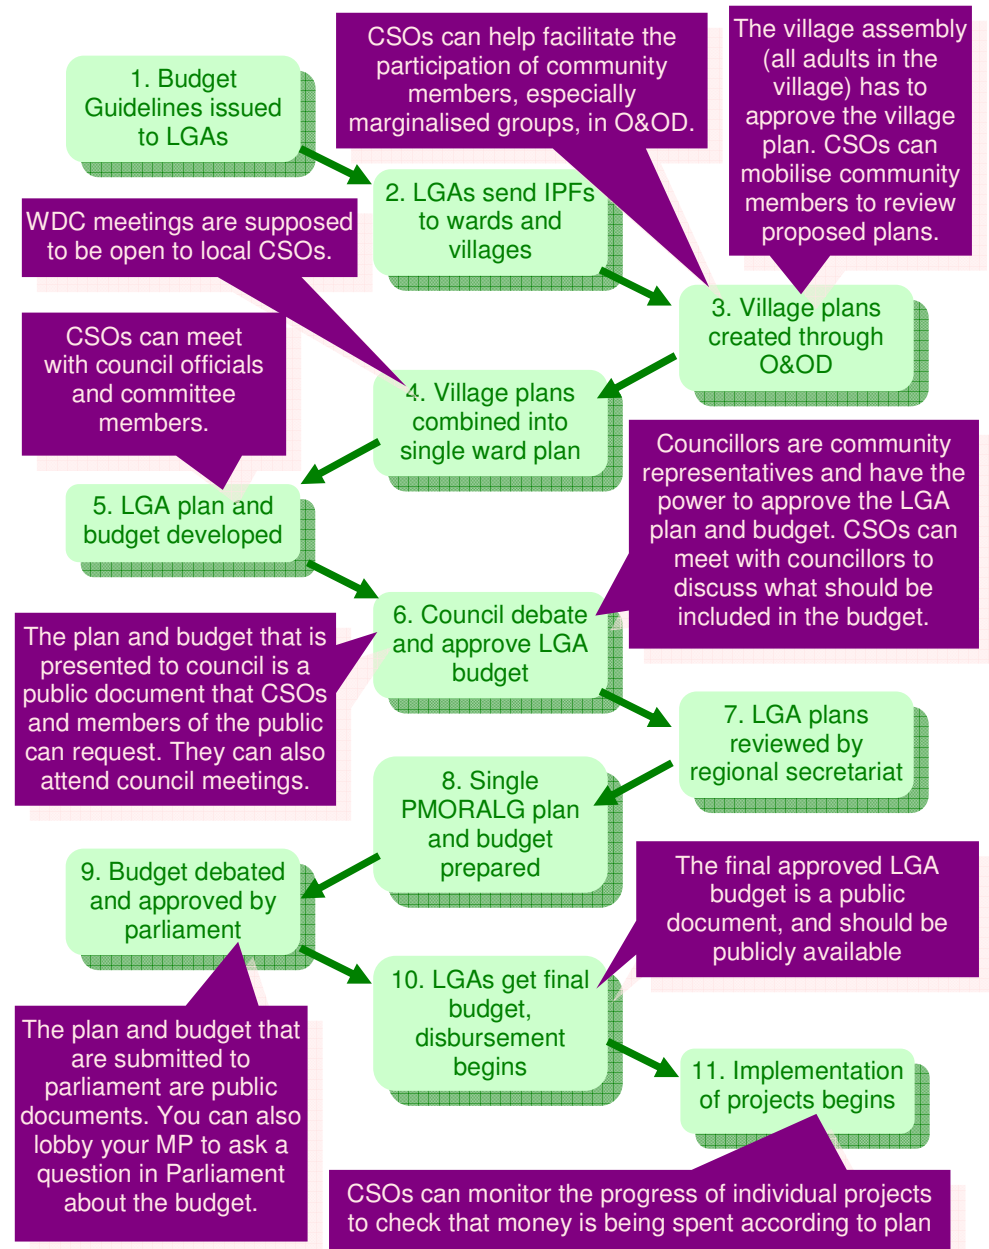 CSOs can help facilitate the
participation of community
members, especially
marginalised groups, in O&OD.
The village assembly
(all adults in the
village) has to
approve the village
plan. CSOs can
mobilise community
members to review
proposed plans.
1. Budget
Guidelines issued
to LGAs
2. LGAs send IPFs
to wards and
villages
WDC meetings are supposed
to be open to local CSOs.
3. Village plans
created through
O&OD
CSOs can meet
with council officials
and committee
members.
4. Village plans
combined into
single ward plan
Councillors are community
representatives and have the
power to approve the LGA
plan and budget. CSOs can
meet with councillors to
discuss what should be
included in the budget.
5. LGA plan and
budget developed
6. Council debate
and approve LGA
budget
The plan and budget that is
presented to council is a
public document that CSOs
and members of the public
can request. They can also
attend council meetings.
7. LGA plans
reviewed by
regional secretariat
8. Single
PMORALG plan
and budget
prepared
9. Budget debated
and approved by
parliament
The final approved LGA
budget is a public
document, and should be
publicly available
10. LGAs get final
budget,
disbursement
begins
The plan and budget that
are submitted to
parliament are public
documents. You can also
lobby your MP to ask a
question in Parliament
about the budget.
11. Implementation
of projects begins
CSOs can monitor the progress of individual projects
to check that money is being spent according to plan